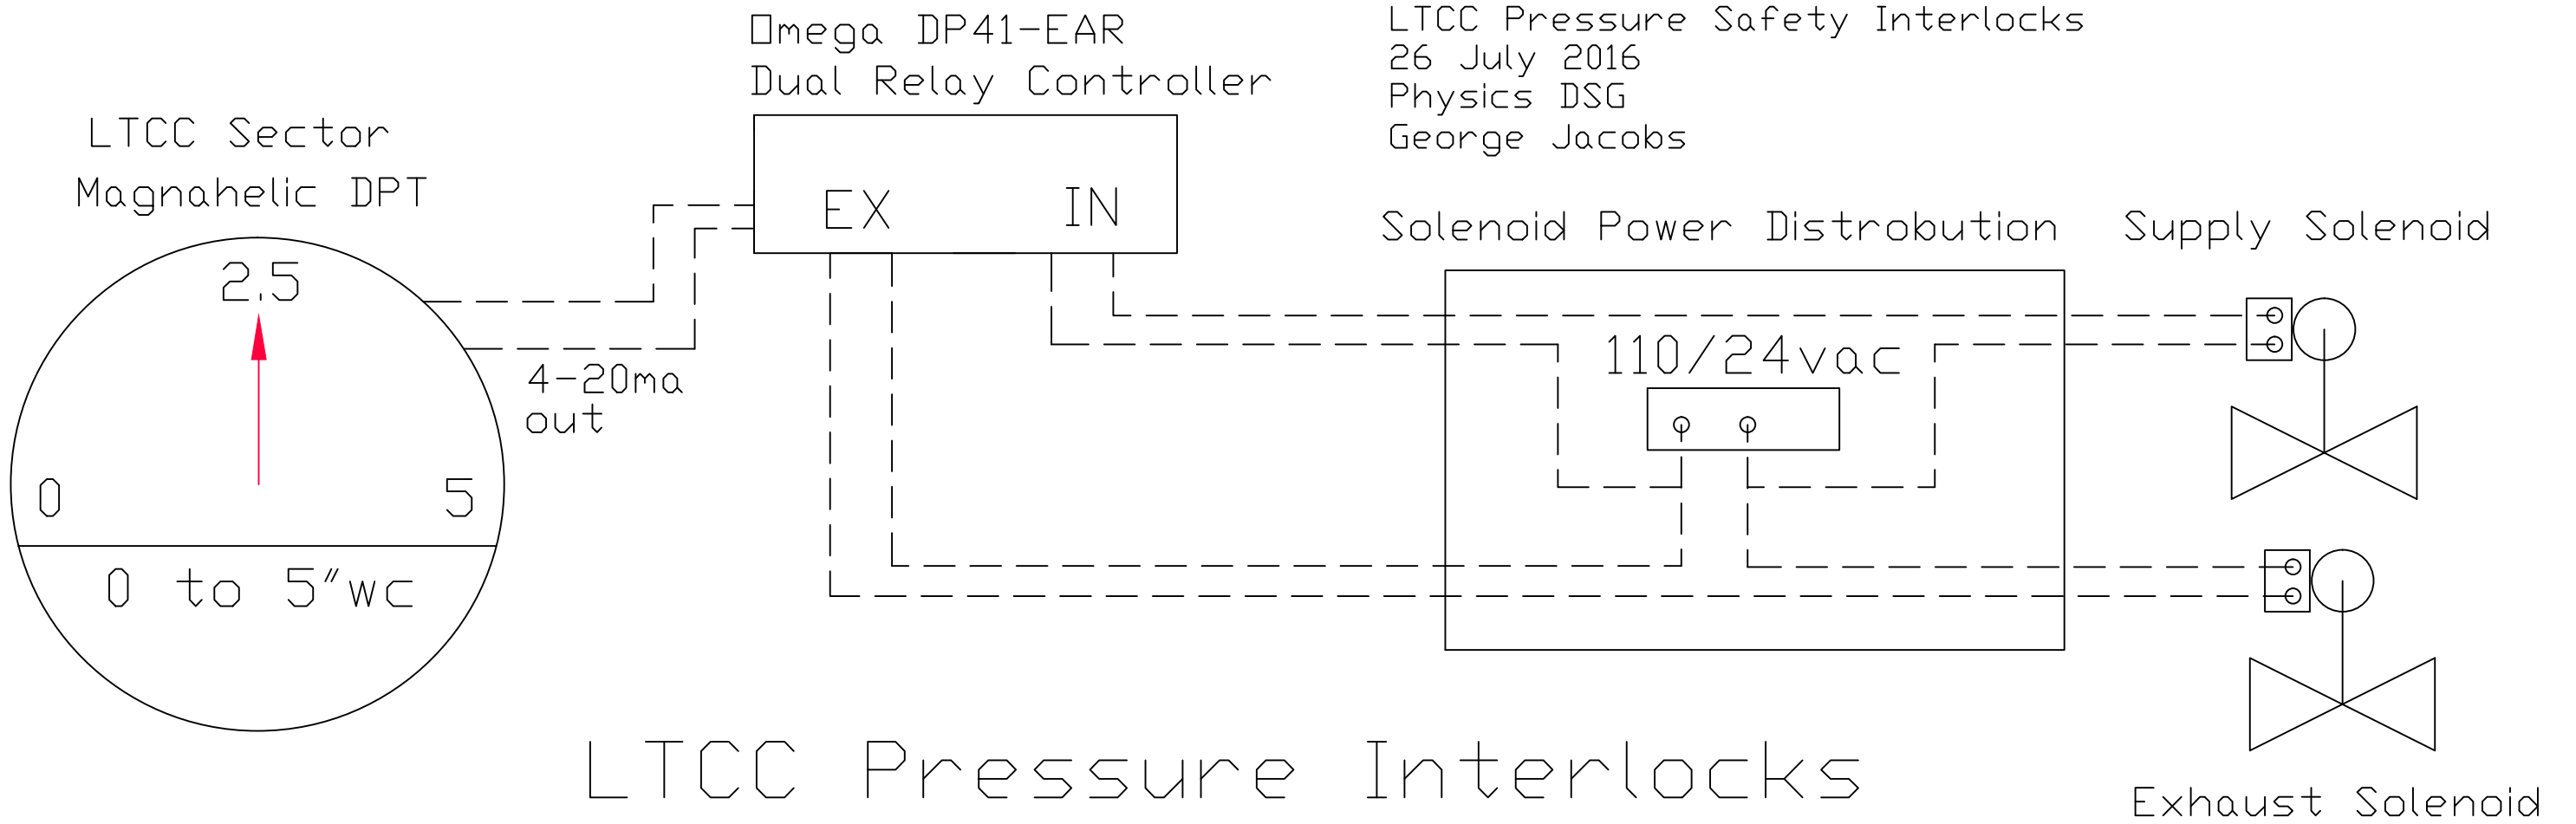 Omega DP41-EAR
Dual Relay Controller
LTCC Pressure Safety Interlocks
26 July 2016
Physics DSG
George Jacobs
LTCC Sector
Magnahelic DPT
EX
IN
Solenoid Power Distrobution
Supply Solenoid
2.5
0
5
0 to 5"wc
4-20ma
out
110/24vac
LTCC Pressure Interlocks
Exhaust Solenoid